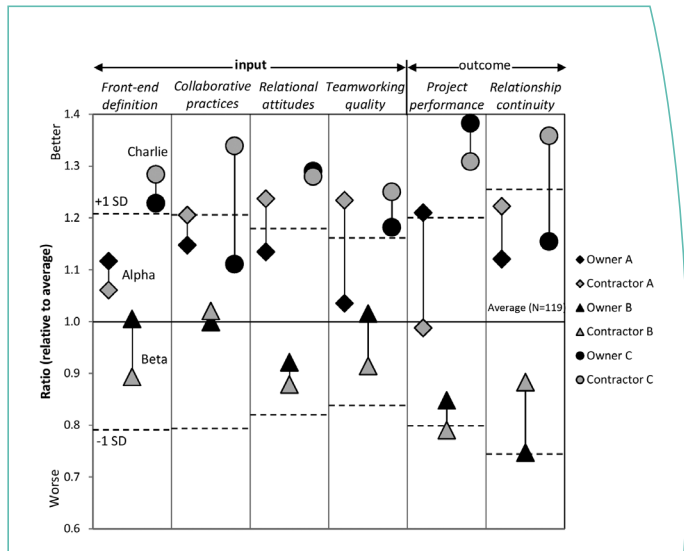 input
outcome
Front-end
definition
Collaborative
practices
Relational
attitudes
Teamworking
quality
Project
performance
Relationship
continuity
Ratio (relative to average)
Better
Worse
1.4
1.3
1.2
1.1
1.0
0.9
0.8
0.7
0.6
Charlie
+1 SD
Alpha
Average (N=119)
Beta
-1 SD
Owner A
Contractor A
Owner B
Contractor B
Owner C
Contractor C